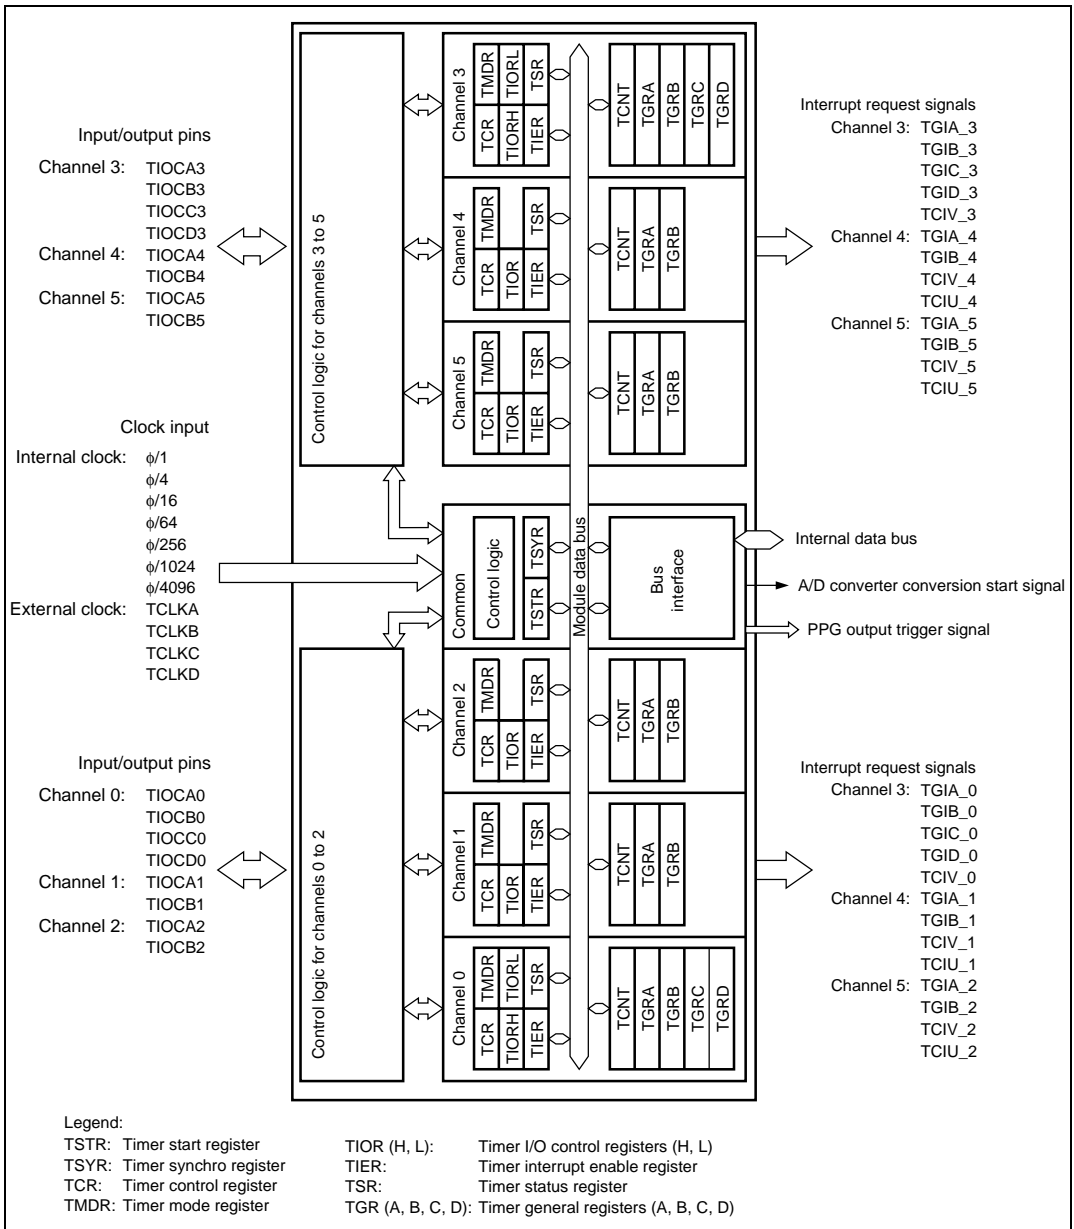 Input/output pins
Channel 3: TIOCA3
TIOCB3
TIOCC3
TIOCD3
Channel 4: TIOCA4
TIOCB4
Channel 5: TIOCA5
TIOCB5
Clock input
Internal clock: ϕ/1
ϕ/4
ϕ/16
ϕ/64
ϕ/256
ϕ/1024
ϕ/4096
External clock: TCLKA
TCLKB
TCLKC
TCLKD
Input/output pins
Channel 0: TIOCA0
TIOCB0
TIOCC0
TIOCD0
Channel 1: TIOCA1
TIOCB1
Channel 2: TIOCA2
TIOCB2
Control logic for channels 3 to 5
Control logic for channels 0 to 2
Channel 3
TMDR
TIORL
TSR
TCR
TIORH
TIER
TCNT
TGRA
TGRB
TGRC
TGRD
Channel 4
TMDR
TSR
TCR
TIOR
TIER
TCNT
TGRA
TGRB
Channel 5
TMDR
TSR
TCR
TIOR
TIER
TCNT
TGRA
TGRB
Common
Control logic
TSYR
TSTR
Module data bus
Bus
interface
Channel 2
TMDR
TSR
TCR
TIOR
TIER
TCNT
TGRA
TGRB
Channel 1
TMDR
TSR
TCR
TIOR
TIER
TCNT
TGRA
TGRB
Channel 0
TMDR
TIORL
TSR
TCR
TIORH
TIER
TCNT
TGRA
TGRB
TGRC
TGRD
Interrupt request signals
Channel 3: TGIA_3
TGIB_3
TGIC_3
TGID_3
TCIV_3
Channel 4: TGIA_4
TGIB_4
TCIV_4
TCIU_4
Channel 5: TGIA_5
TGIB_5
TCIV_5
TCIU_5
Internal data bus
A/D converter conversion start signal
PPG output trigger signal
Interrupt request signals
Channel 3: TGIA_0
TGIB_0
TGIC_0
TGID_0
TCIV_0
Channel 4: TGIA_1
TGIB_1
TCIV_1
TCIU_1
Channel 5: TGIA_2
TGIB_2
TCIV_2
TCIU_2
Legend:
TSTR: Timer start register
TSYR: Timer synchro register
TCR: Timer control register
TMDR: Timer mode register
TIOR (H, L): Timer I/O control registers (H, L)
TIER: Timer interrupt enable register
TSR: Timer status register
TGR (A, B, C, D): Timer general registers (A, B, C, D)